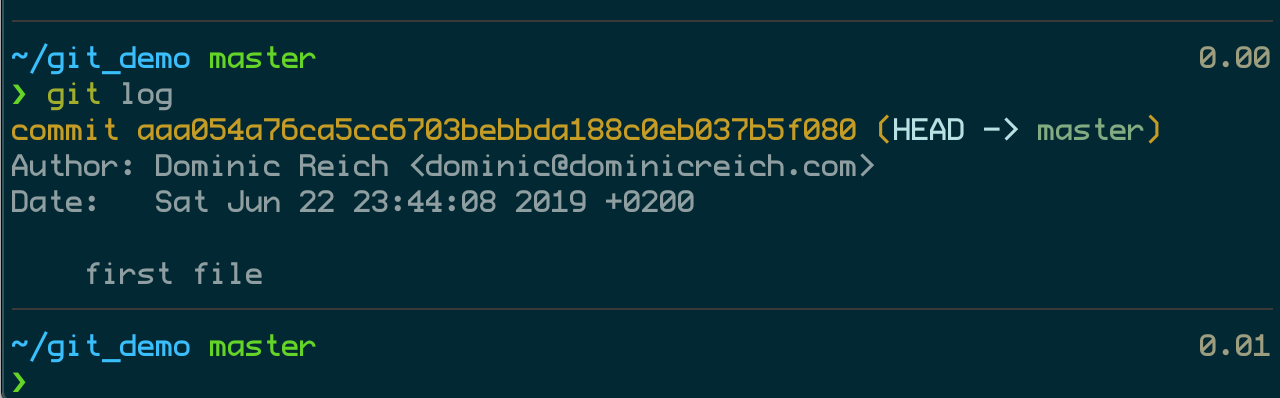 ~/git_demo master 0.00
❯ git log
commit aaa054a76ca5cc6703bebbda188c0eb037b5f080 (HEAD -> master)
Author: Dominic Reich <dominic@dominicreich.com>
Date:   Sat Jun 22 23:44:08 2019 +0200
    first file
~/git_demo master 0.01
❯